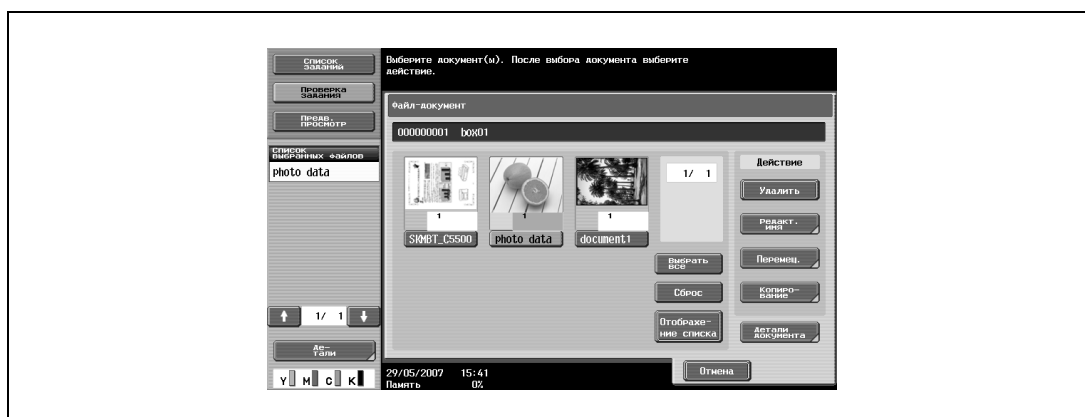 Список
заданий
Проверка
задания
Предв.
просмотр
Список
выбранных файлов
photo data
1/ 1
Де-
тали
Y M C K
Выберите документ(ы). После выбора документа выберите
действие.
Файл-документ
000000001 box01
1
SKMBT_C5500
1
photo data
1
document1
1/ 1
Выбрать
все
Сброс
Отображе-
ние списка
Действие
Удалить
Редакт.
имя
Перемещ.
Копиро-
вание
Детали
документа
Отмена
29/05/2007 15:41
Память 0%